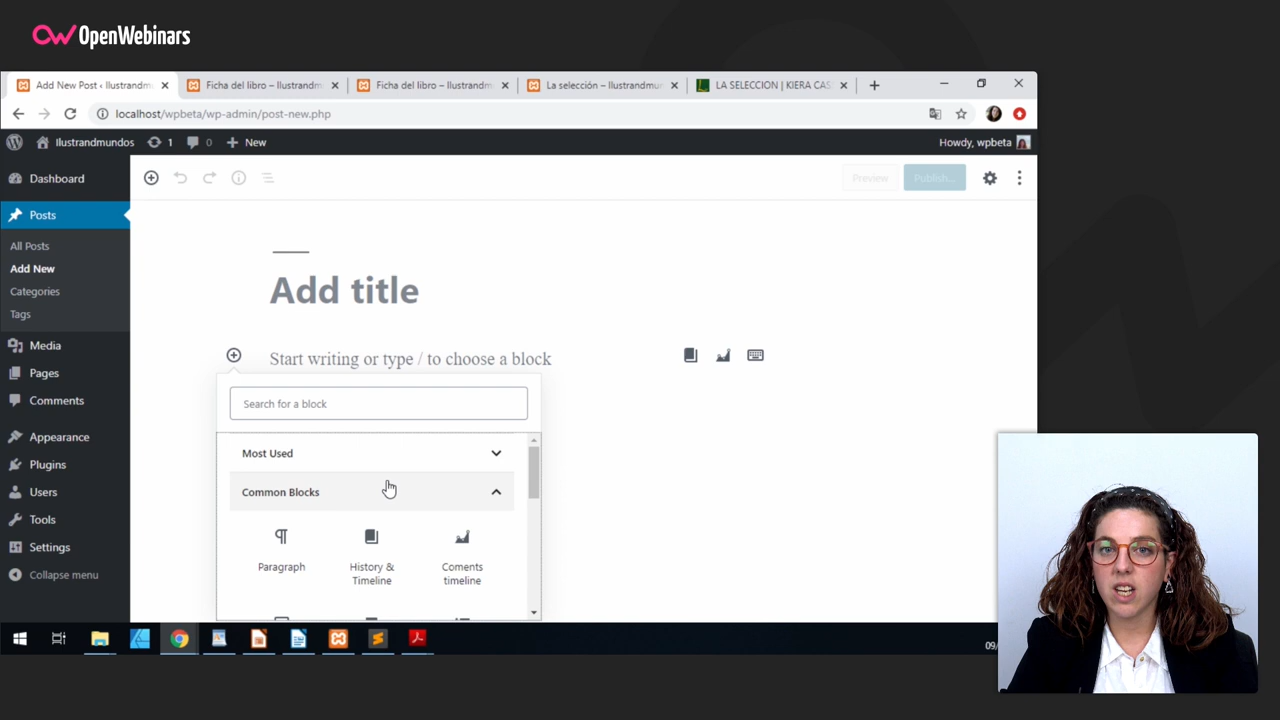 OpenWebinars
Add New Post ‹ Ilustrandm
Ficha del libro – Ilustrandm
Ficha del libro – Ilustrandm
La selección – Ilustrandmur
LA SELECCION | KIERA CAS
localhost/wpbeta/wp-admin/post-new.php
Ilustrandmundos
1
0
New
Howdy, wpbeta
Dashboard
Posts
All Posts
Add New
Categories
Tags
Media
Pages
Comments
Appearance
Plugins
Users
Tools
Settings
Collapse menu
Preview
Publish...
Add title
Start writing or type / to choose a block
Search for a block
Most Used
Common Blocks
Paragraph
History &
Timeline
Coments
timeline
09/